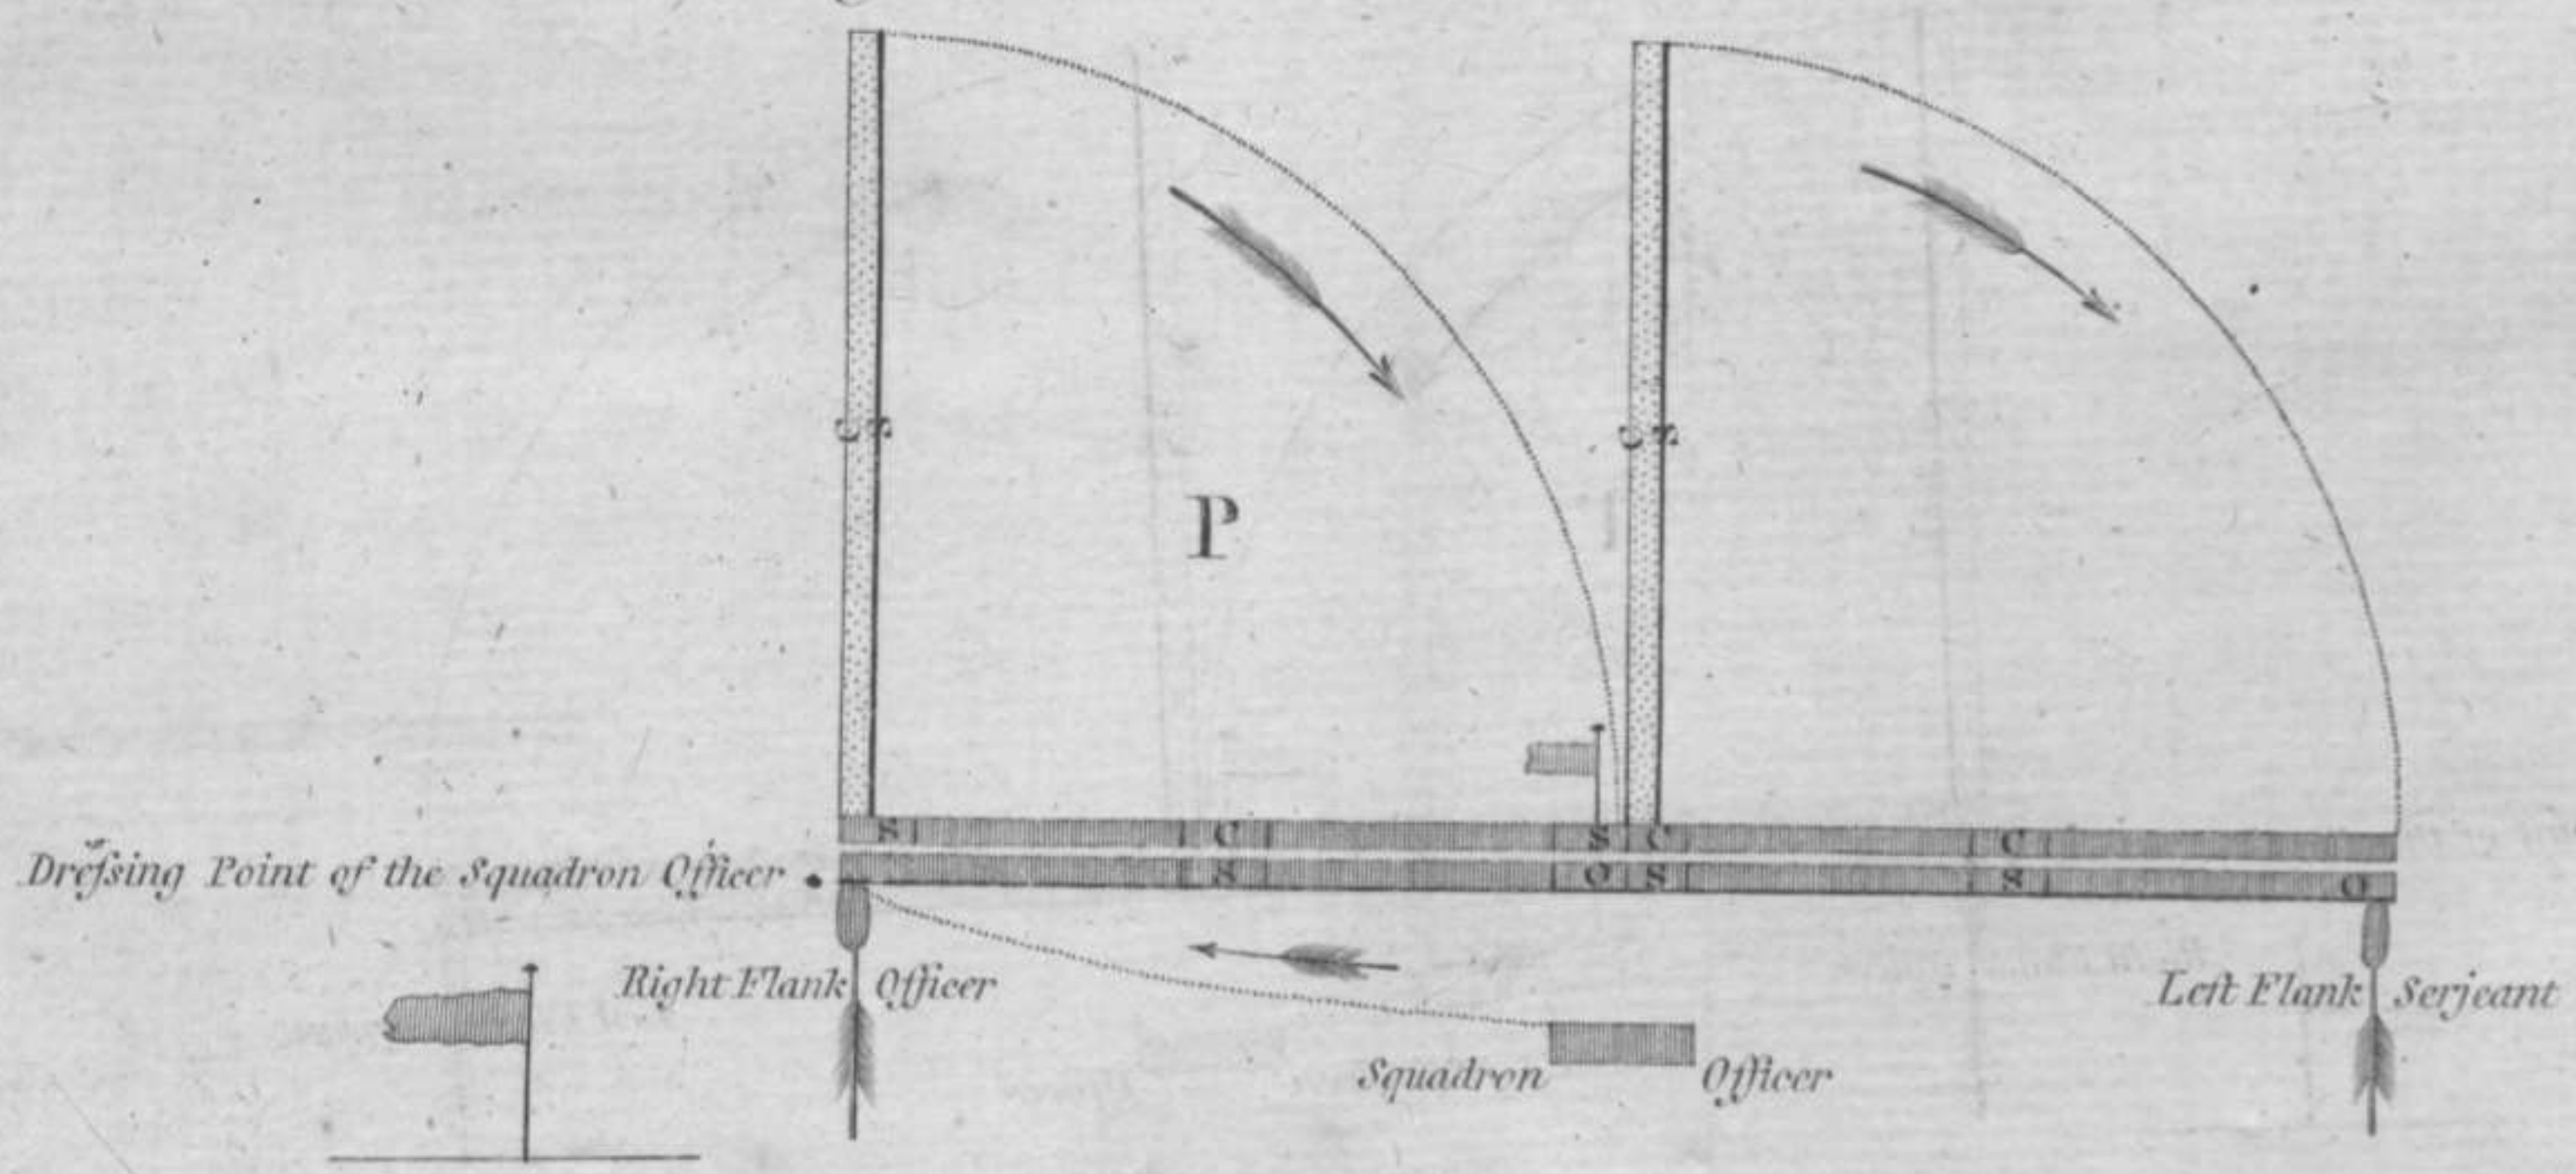 C S
C S
P
S C S C C
Dreſsing Point of the Squadron Officer
S O S S O
Right Flank Officer
Left Flank Serjeant
Squadron Officer